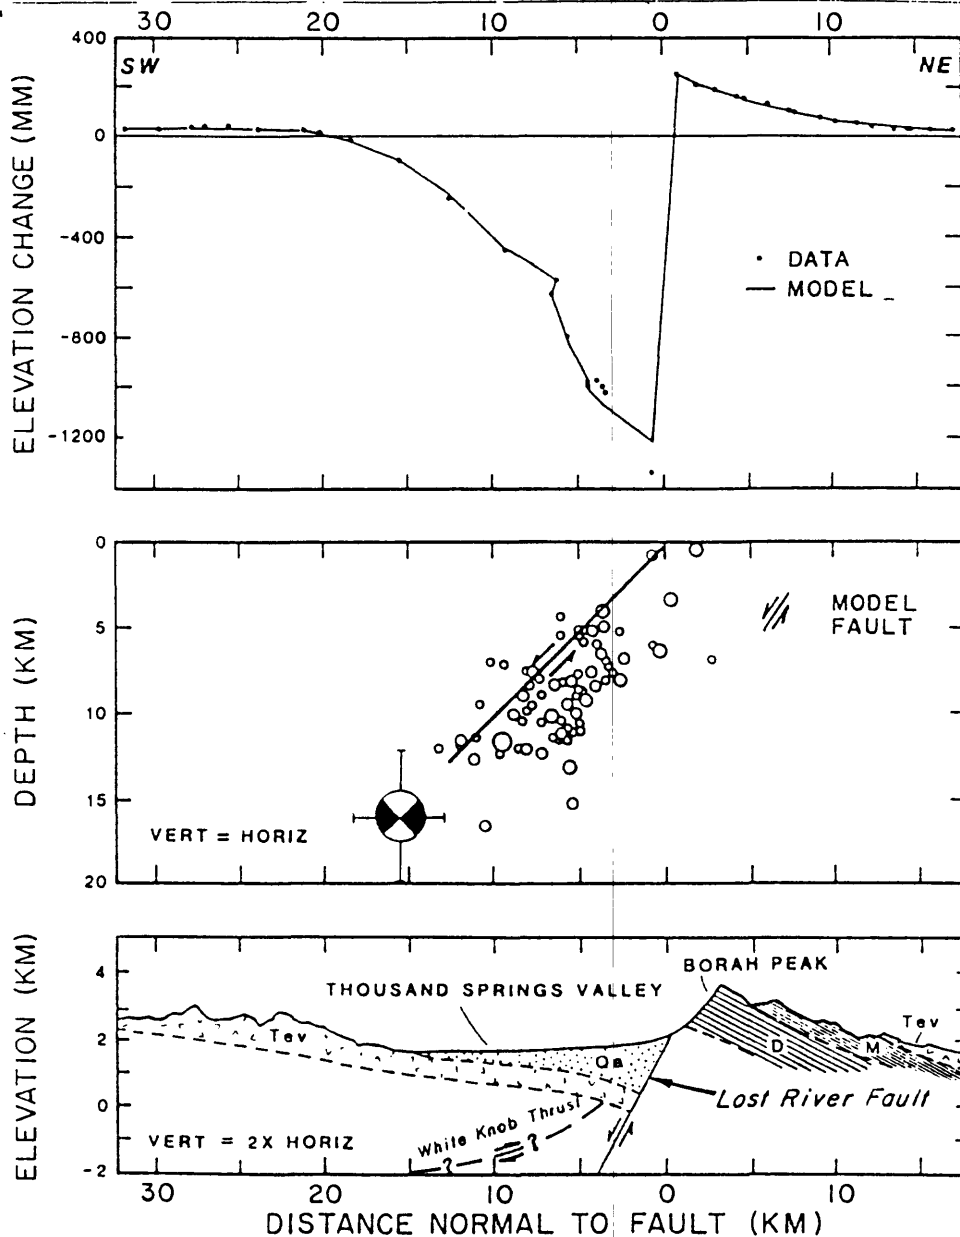 30 20 10 0 10
400
SW NE
0
-400
-800
-1200
ELEVATION CHANGE (MM)
DATA
MODEL
0
5
10
15
20
DEPTH (KM)
MODEL
FAULT
VERT = HORIZ
4
2
0
-2
ELEVATION (KM)
BORAH PEAK
THOUSAND SPRINGS VALLEY
Tev
Tev
Qa
D
M
Lost River Fault
White Knob Thrust
? ?
VERT = 2X HORIZ
30 20 10 0 10
DISTANCE NORMAL TO FAULT (KM)